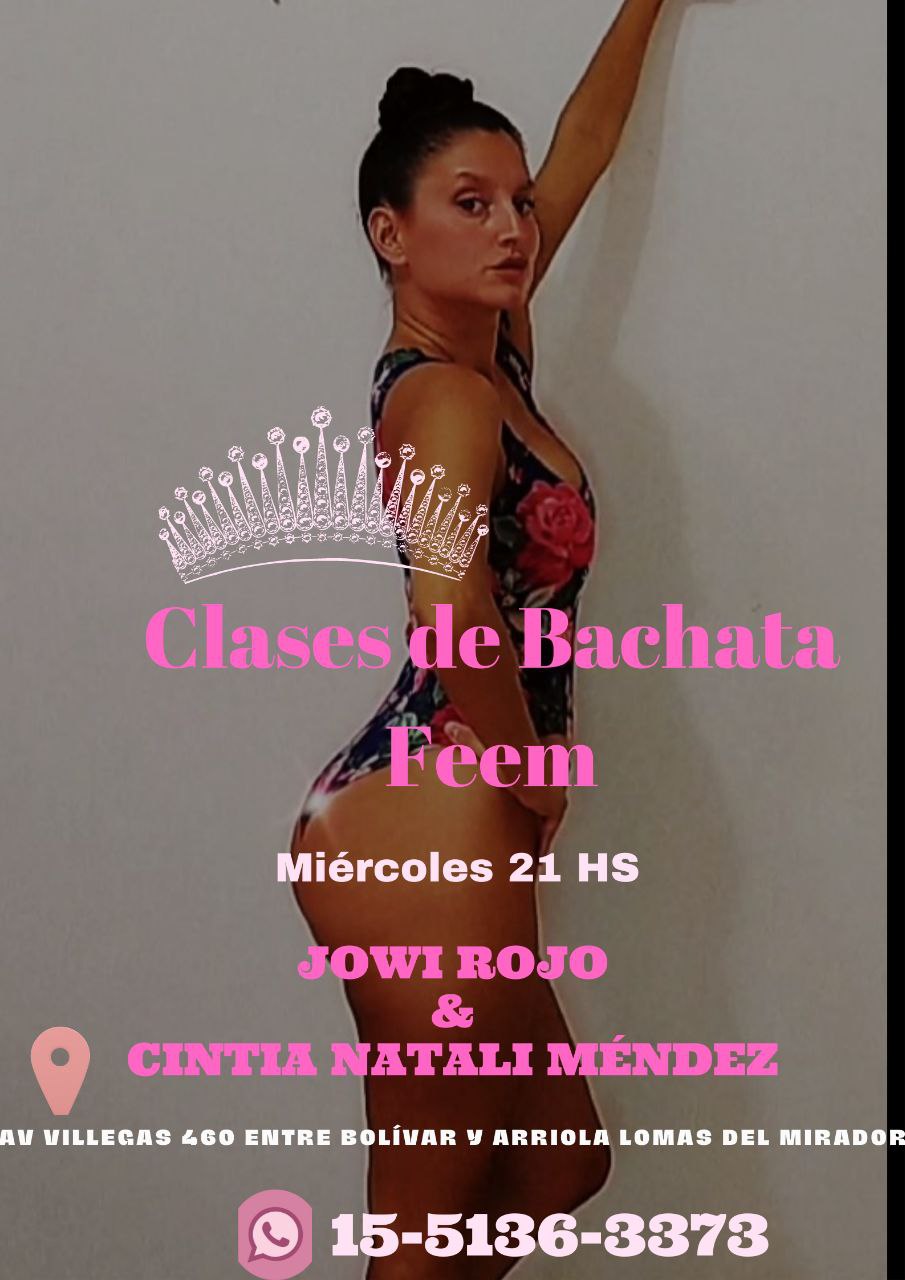 Clases de Bachata
Feem
Miércoles 21 HS
JOWI ROJO
&
CINTIA NATALI MÉNDEZ
AV VILLEGAS 460 ENTRE BOLÍVAR Y ARRIOLA LOMAS DEL MIRADOR
15-5136-3373